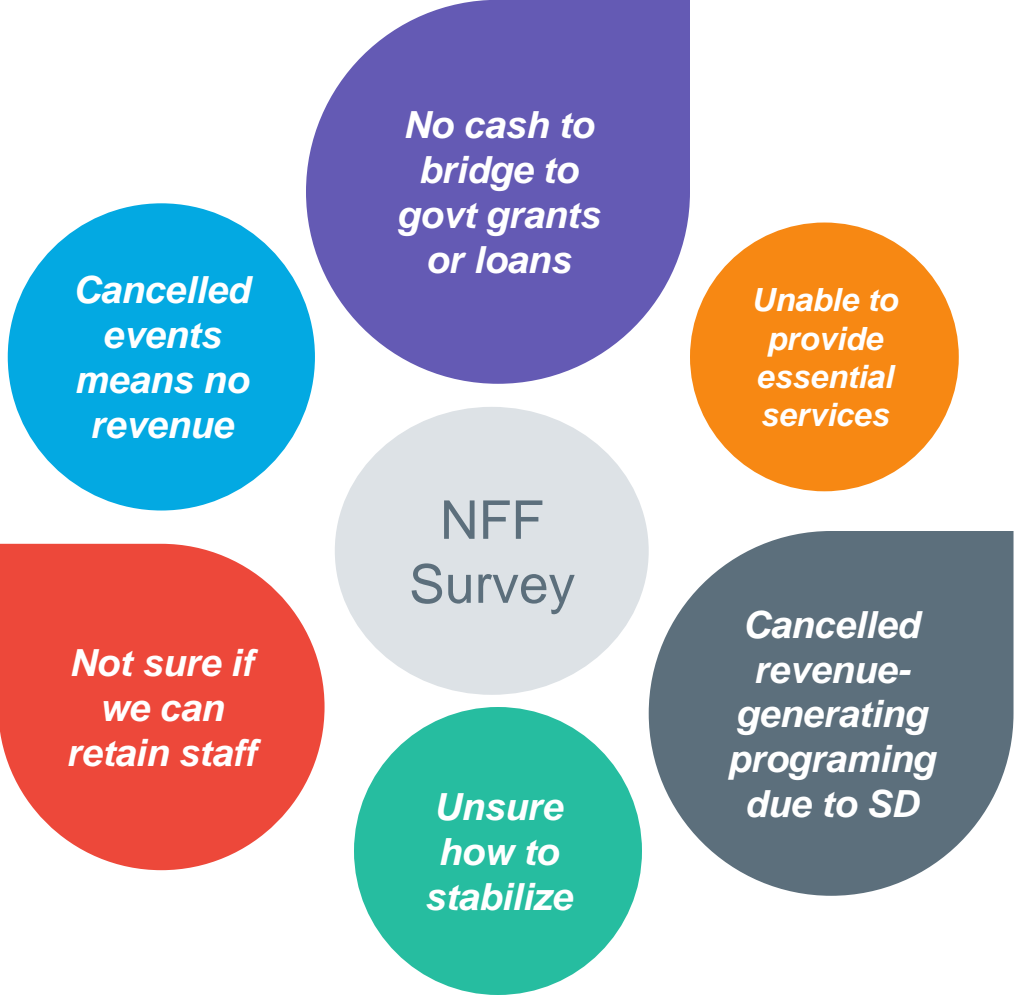 No cash to
bridge to
govt grants
or loans
Cancelled
events
means no
revenue
Unable to
provide
essential
services
NFF
Survey
Not sure if
we can
retain staff
Cancelled
revenue-
generating
programing
due to SD
Unsure
how to
stabilize